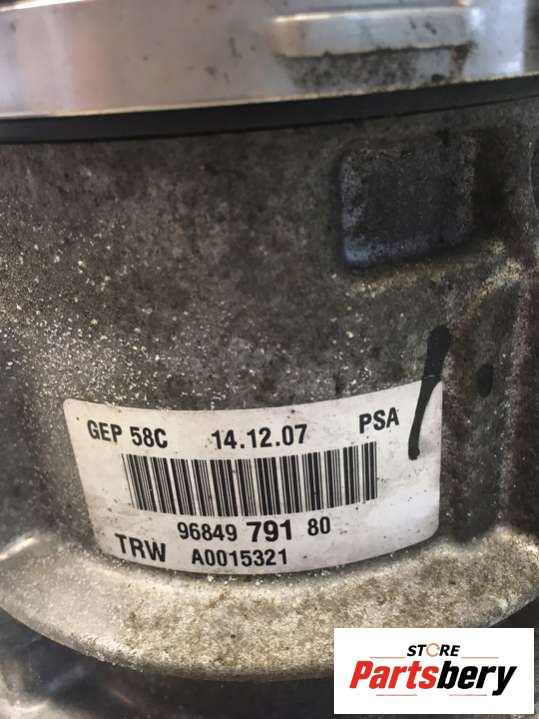 GEP 58C 14.12.07 PSA
96849 791 80
TRW A0015321
STORE
Partsbery